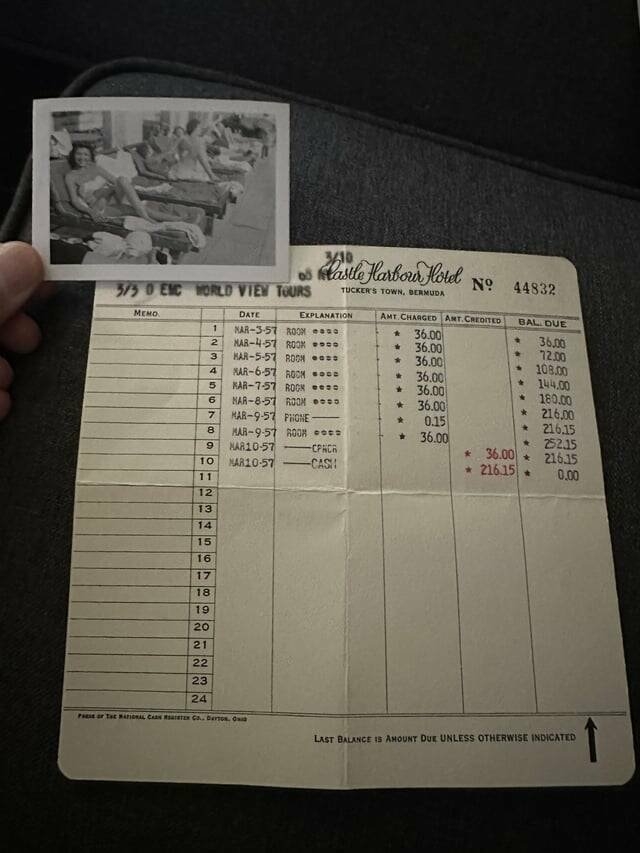 3/10
Castle Harbour Hotel
TUCKER'S TOWN, BERMUDA
Nº 44832
3/3 D ENC WORLD VIEW TOURS
MEMO. DATE EXPLANATION AMT. CHARGED AMT. CREDITED BAL. DUE
1 MAR-3-57 ROOM * 36.00 * 36.00
2 MAR-4-57 ROOM * 36.00 * 72.00
3 MAR-5-57 ROOM * 36.00 * 108.00
4 MAR-6-57 ROOM * 36.00 * 144.00
5 MAR-7-57 ROOM * 36.00 * 180.00
6 MAR-8-57 ROOM * 36.00 * 216.00
7 MAR-9-57 PHONE * 0.15 * 216.15
8 MAR-9-57 ROOM * 36.00 * 252.15
9 MAR10-57 * 36.00 * 216.15
10 MAR10-57 CASH * 216.15 * 0.00
11
12
13
14
15
16
17
18
19
20
21
22
23
24
PRESS OF THE NATIONAL CASH REGISTER CO., DAYTON, OHIO
LAST BALANCE IS AMOUNT DUE UNLESS OTHERWISE INDICATED